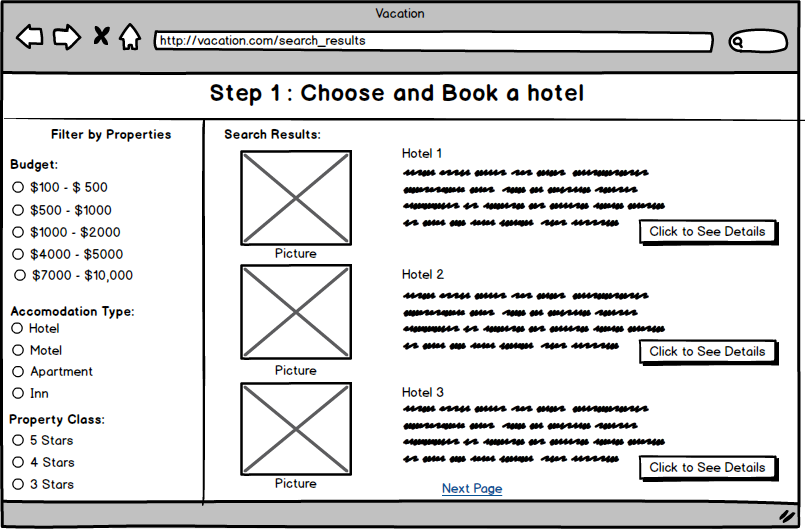 Vacation
http://vacation.com/search_results
Step 1 : Choose and Book a hotel
Filter by Properties
Budget:
$100 - $ 500
$500 - $1000
$1000 - $2000
$4000 - $5000
$7000 - $10,000
Accomodation Type:
Hotel
Motel
Apartment
Inn
Property Class:
5 Stars
4 Stars
3 Stars
Search Results:
Picture
Hotel 1
Click to See Details
Picture
Hotel 2
Click to See Details
Picture
Hotel 3
Click to See Details
Next Page